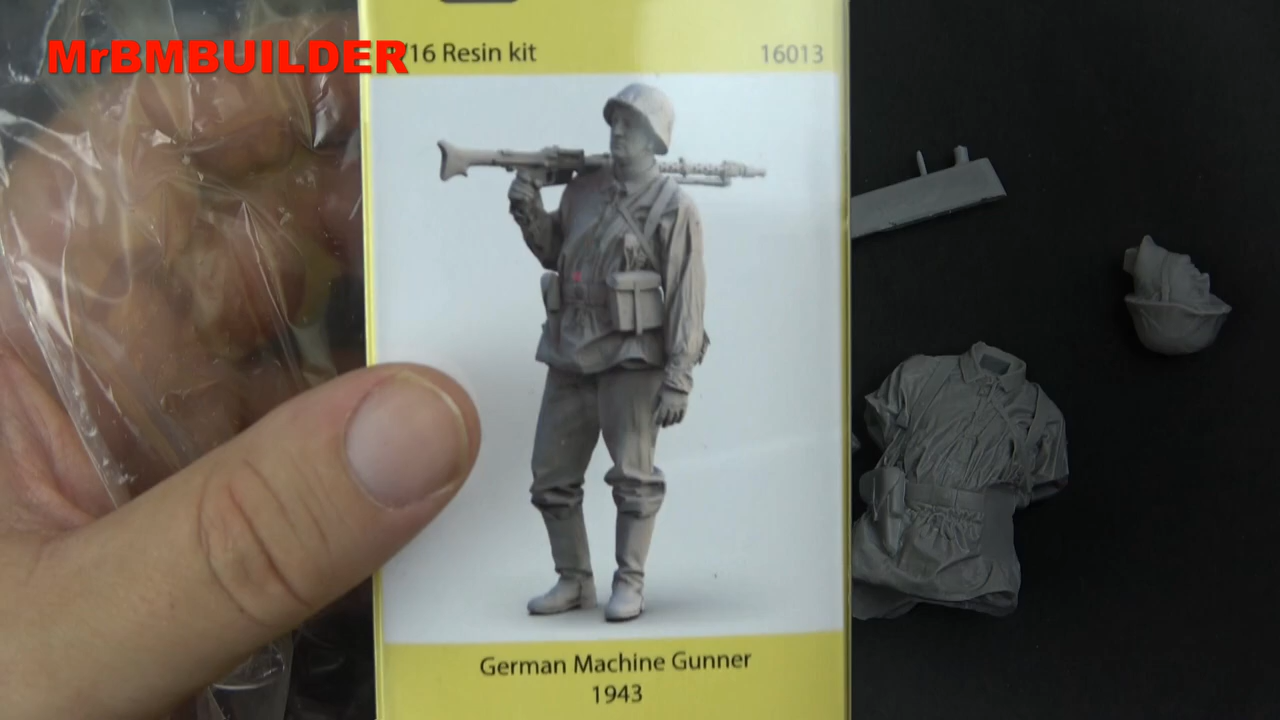 MrBMBUILDER
/16 Resin kit
16013
German Machine Gunner
1943